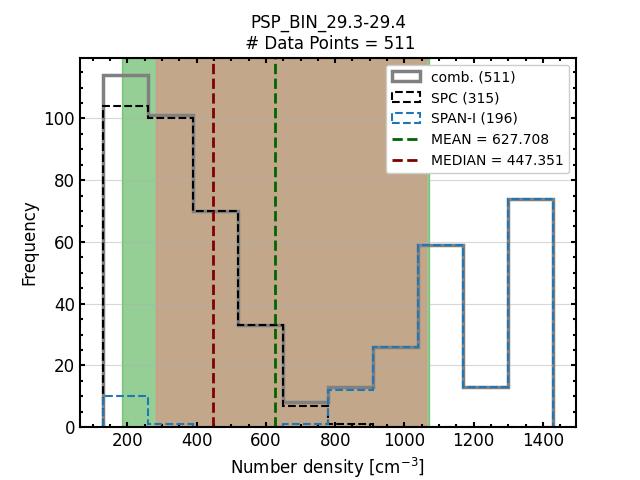 PSP_BIN_29.3-29.4
# Data Points = 511
comb. (511)
SPC (315)
SPAN-I (196)
MEAN = 627.708
MEDIAN = 447.351
Frequency
100
80
60
40
20
0
200 400 600 800 1000 1200 1400
Number density [cm⁻³]